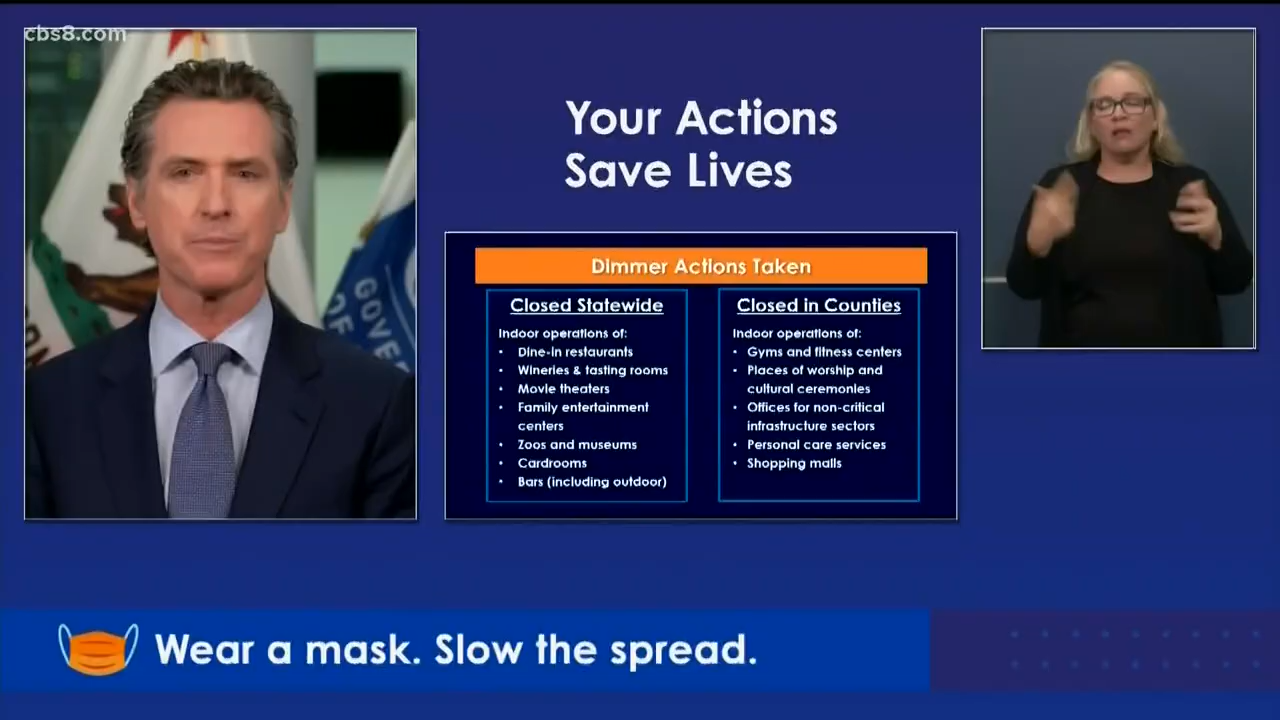 cbs8.com
Your Actions
Save Lives
Dimmer Actions Taken
Closed Statewide
Indoor operations of:
• Dine-in restaurants
• Wineries & tasting rooms
• Movie theaters
• Family entertainment
centers
• Zoos and museums
• Cardrooms
• Bars (including outdoor)
Closed in Counties
Indoor operations of:
• Gyms and fitness centers
• Places of worship and
cultural ceremonies
• Offices for non-critical
infrastructure sectors
• Personal care services
• Shopping malls
GOVE
OF
Wear a mask. Slow the spread.